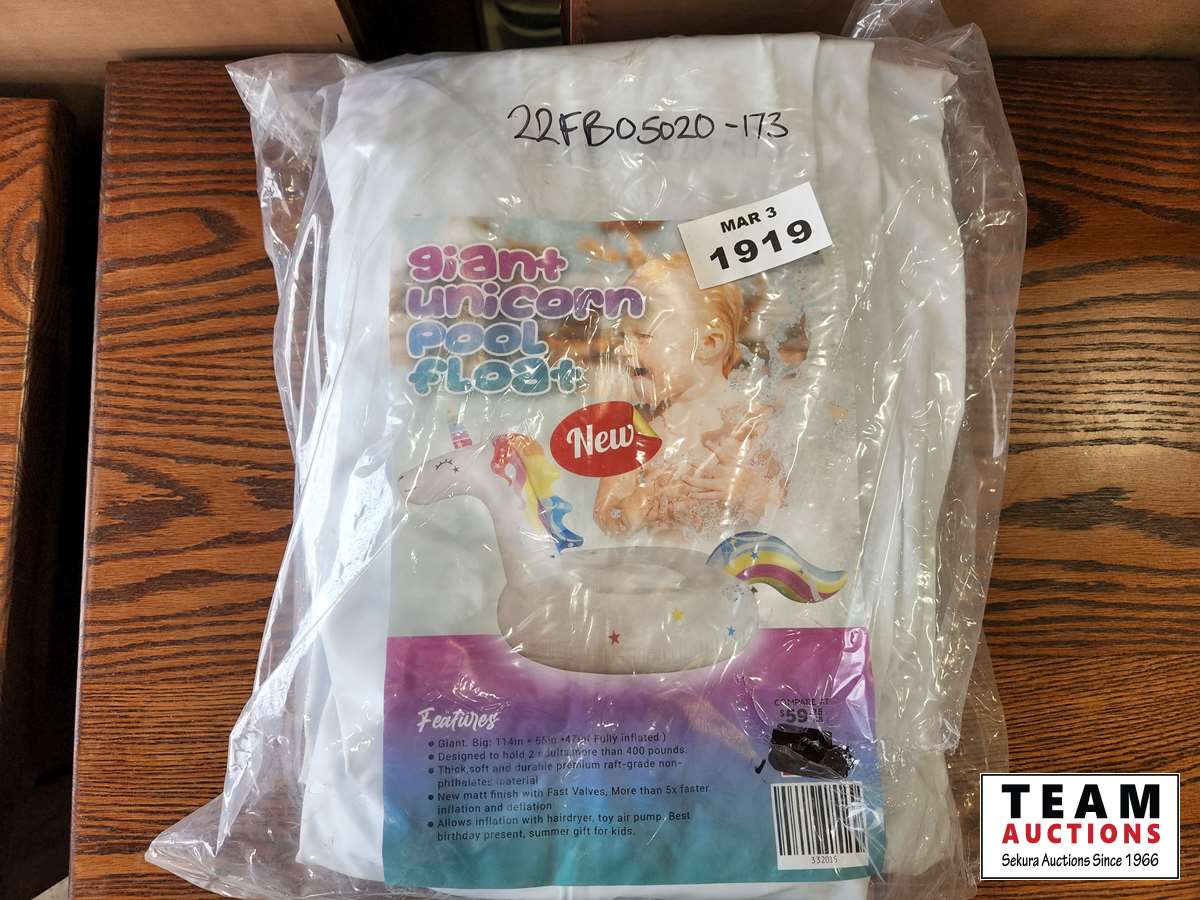 22FB05020-173
MAR 3
1919
giant
unicorn
pool
float
New
Features
Giant. Big: 114in * 55in *47in( Fully inflated )
Designed to hold 2 adults,more than 400 pounds.
Thick,soft and durable premium raft-grade non-
phthalates material
New matt finish with Fast Valves, More than 5x faster
inflation and deflation
Allows inflation with hairdryer, toy air pump. Best
birthday present, summer gift for kids.
COMPARE AT
$59
332015
TEAM
AUCTIONS
Sekura Auctions Since 1966